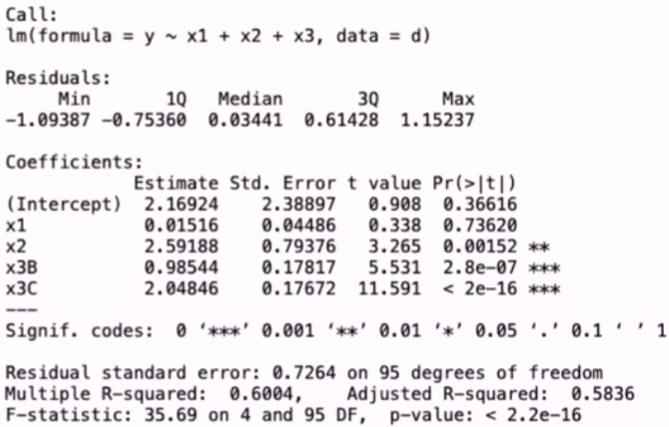 Call:
lm(formula = y ~ x1 + x2 + x3, data = d)
Residuals:
     Min       1Q   Median       3Q      Max
-1.09387 -0.75360  0.03441  0.61428  1.15237
Coefficients:
            Estimate Std. Error t value Pr(>|t|)
(Intercept)  2.16924    2.38897   0.908  0.36616
x1           0.01516    0.04486   0.338  0.73620
x2           2.59188    0.79376   3.265  0.00152 **
x3B          0.98544    0.17817   5.531  2.8e-07 ***
x3C          2.04846    0.17672  11.591  < 2e-16 ***
---
Signif. codes:  0 ‘***’ 0.001 ‘**’ 0.01 ‘*’ 0.05 ‘.’ 0.1 ‘ ’ 1
Residual standard error: 0.7264 on 95 degrees of freedom
Multiple R-squared:  0.6004,	Adjusted R-squared:  0.5836
F-statistic: 35.69 on 4 and 95 DF,  p-value: < 2.2e-16